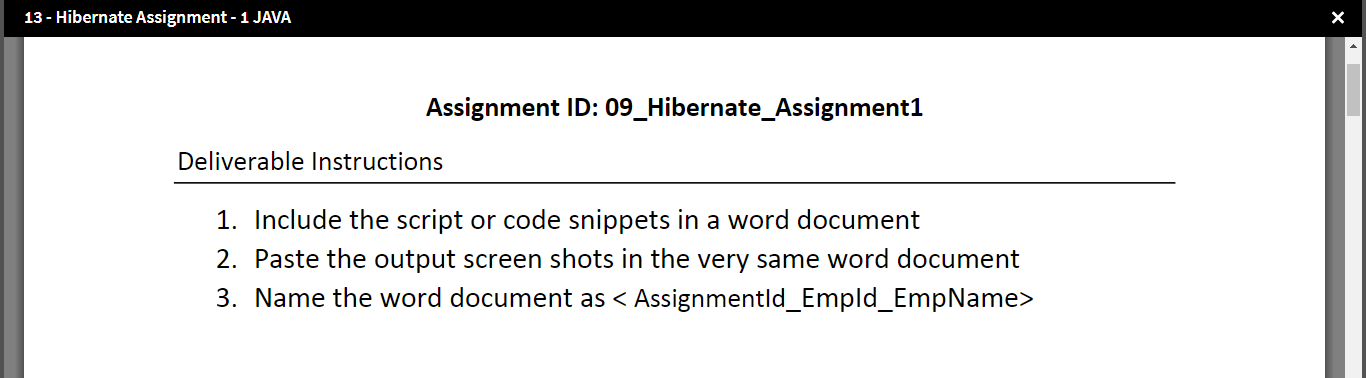 13 - Hibernate Assignment - 1 JAVA
Assignment ID: 09_Hibernate_Assignment1
Deliverable Instructions
1. Include the script or code snippets in a word document
2. Paste the output screen shots in the very same word document
3. Name the word document as < AssignmentId_EmpId_EmpName>